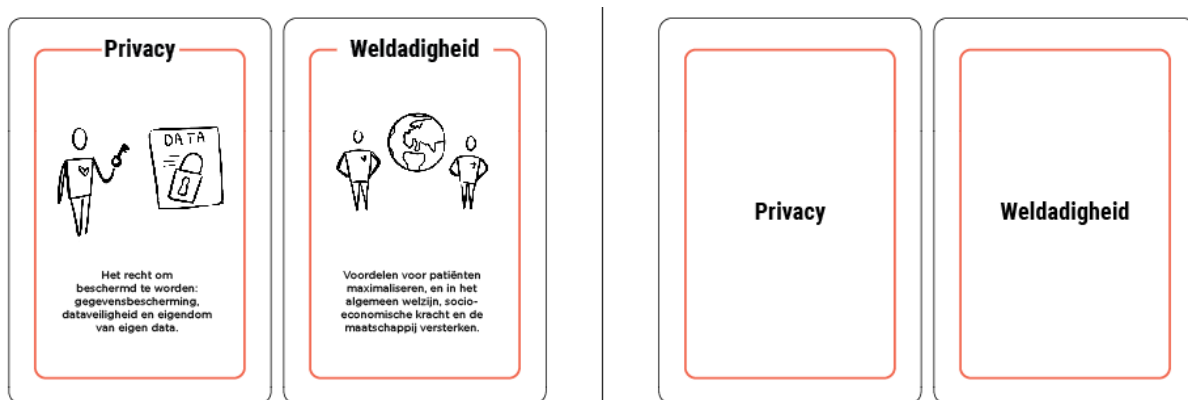 Privacy
DATA
Het recht om
beschermd te worden:
gegevensbescherming,
dataveiligheid en eigendom
van eigen data.
Weldadigheid
Voordelen voor patiënten
maximaliseren, en in het
algemeen welzijn, socio-
economische kracht en de
maatschappij versterken.
Privacy
Weldadigheid